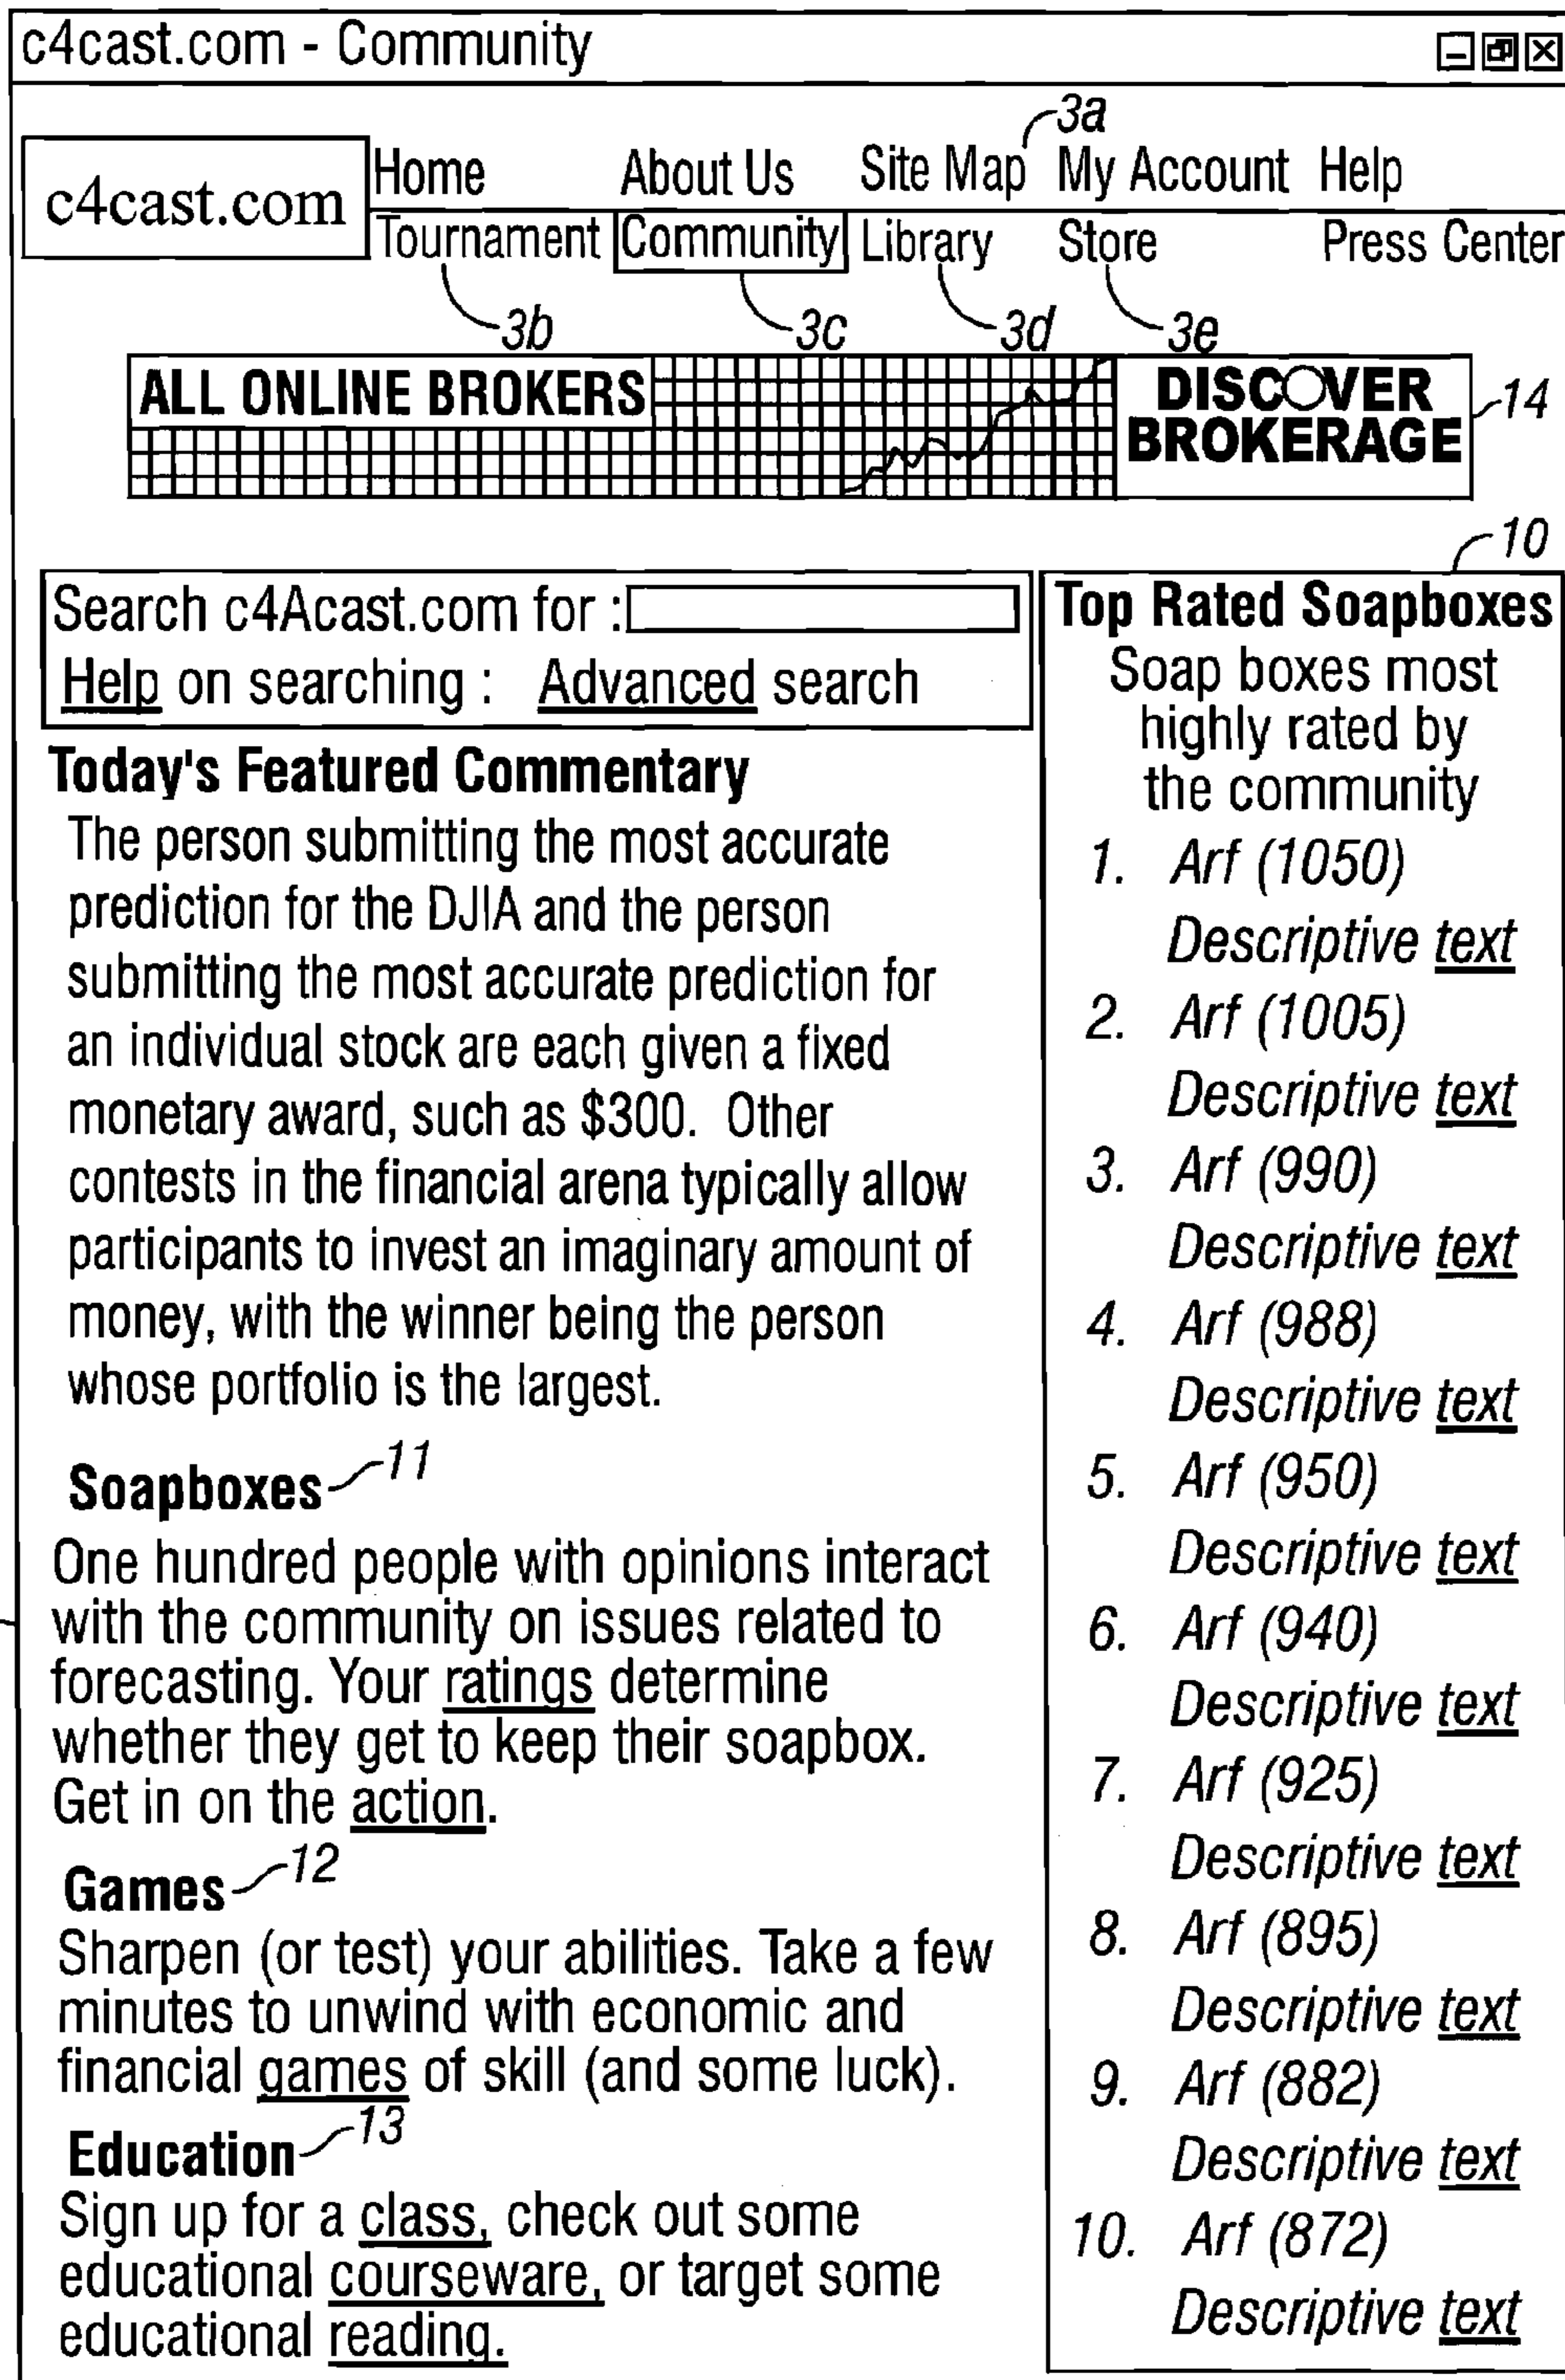 c4cast.com - Community
3a
c4cast.com
Home About Us Site Map My Account Help
Tournament Community Library Store Press Center
3b 3c 3d 3e
ALL ONLINE BROKERS
DISCOVER
BROKERAGE
14
10
Search c4Acast.com for :
Help on searching : Advanced search
Today's Featured Commentary
The person submitting the most accurate
prediction for the DJIA and the person
submitting the most accurate prediction for
an individual stock are each given a fixed
monetary award, such as $300. Other
contests in the financial arena typically allow
participants to invest an imaginary amount of
money, with the winner being the person
whose portfolio is the largest.
Soapboxes 11
One hundred people with opinions interact
with the community on issues related to
forecasting. Your ratings determine
whether they get to keep their soapbox.
Get in on the action.
Games 12
Sharpen (or test) your abilities. Take a few
minutes to unwind with economic and
financial games of skill (and some luck).
Education 13
Sign up for a class, check out some
educational courseware, or target some
educational reading.
Top Rated Soapboxes
Soap boxes most
highly rated by
the community
1. Arf (1050)
Descriptive text
2. Arf (1005)
Descriptive text
3. Arf (990)
Descriptive text
4. Arf (988)
Descriptive text
5. Arf (950)
Descriptive text
6. Arf (940)
Descriptive text
7. Arf (925)
Descriptive text
8. Arf (895)
Descriptive text
9. Arf (882)
Descriptive text
10. Arf (872)
Descriptive text